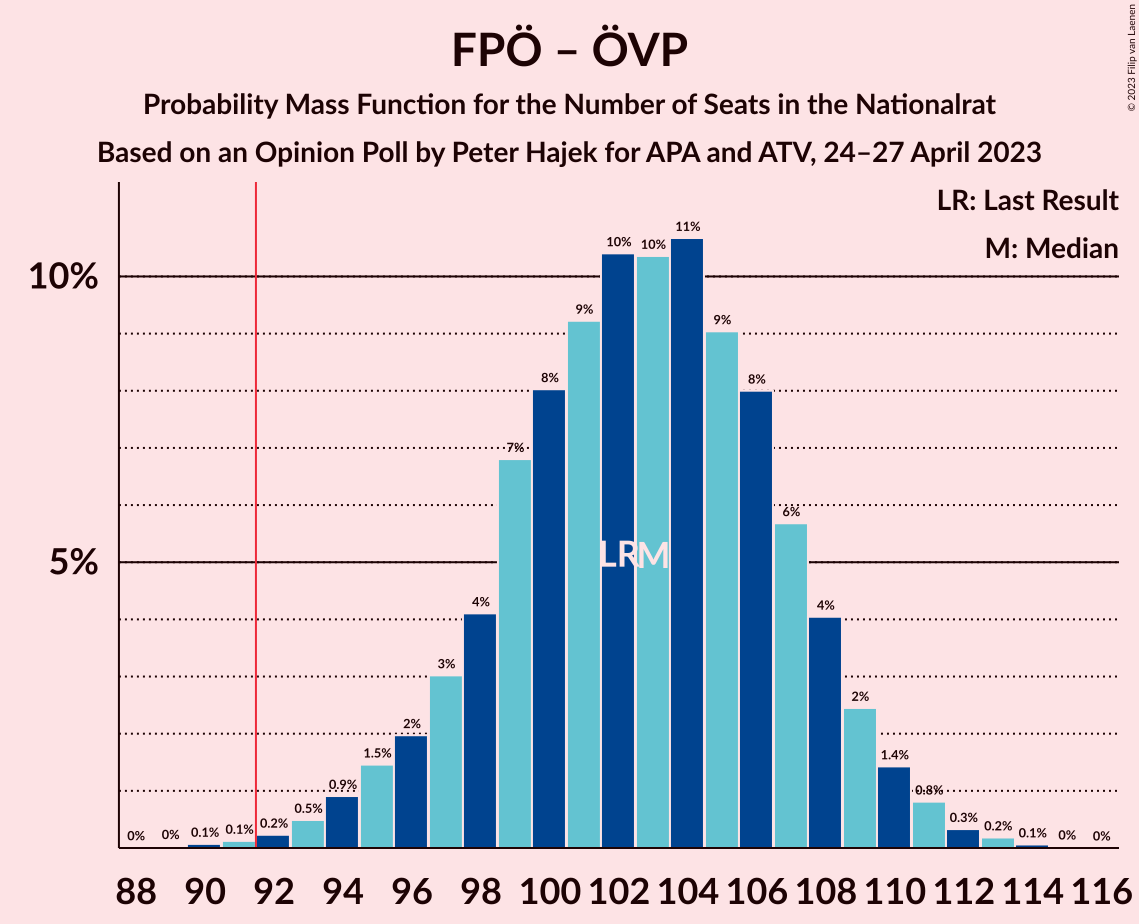 FPÖ – ÖVP
Probability Mass Function for the Number of Seats in the Nationalrat
Based on an Opinion Poll by Peter Hajek for APA and ATV, 24–27 April 2023
© 2023 Filip van Laenen
LR: Last Result
M: Median
10%
5%
0% 0% 0.1% 0.1% 0.2% 0.5% 0.9% 1.5% 2% 3% 4% 7% 8% 9% 10% 10% 11% 9% 8% 6% 4% 2% 1.4% 0.8% 0.3% 0.2% 0.1% 0% 0%
LR M
88 90 92 94 96 98 100 102 104 106 108 110 112 114 116